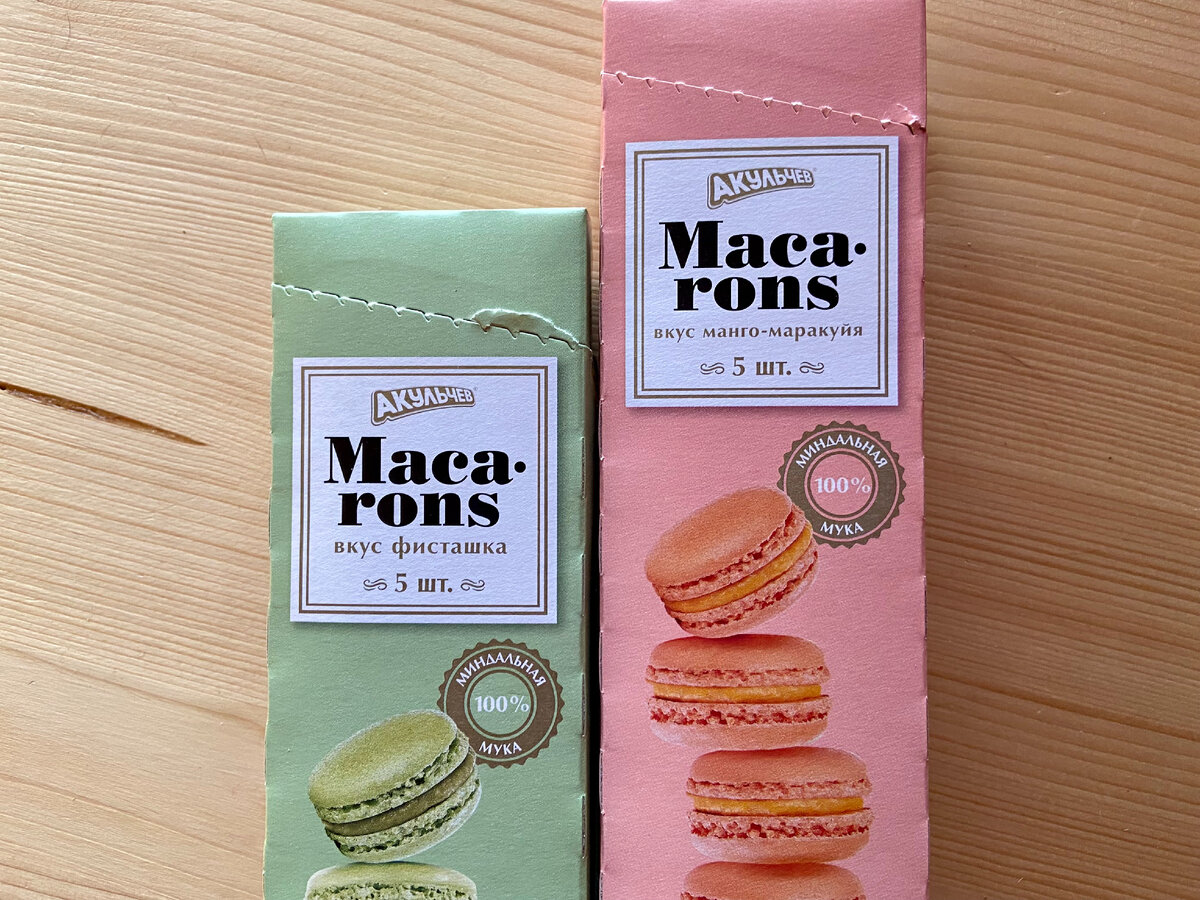 АКУЛЬЧЕВ
Maca·
rons
вкус фисташка
5 шт.
МИНДАЛЬНАЯ
100%
МУКА
АКУЛЬЧЕВ
Maca·
rons
вкус манго-маракуйя
5 шт.
МИНДАЛЬНАЯ
100%
МУКА